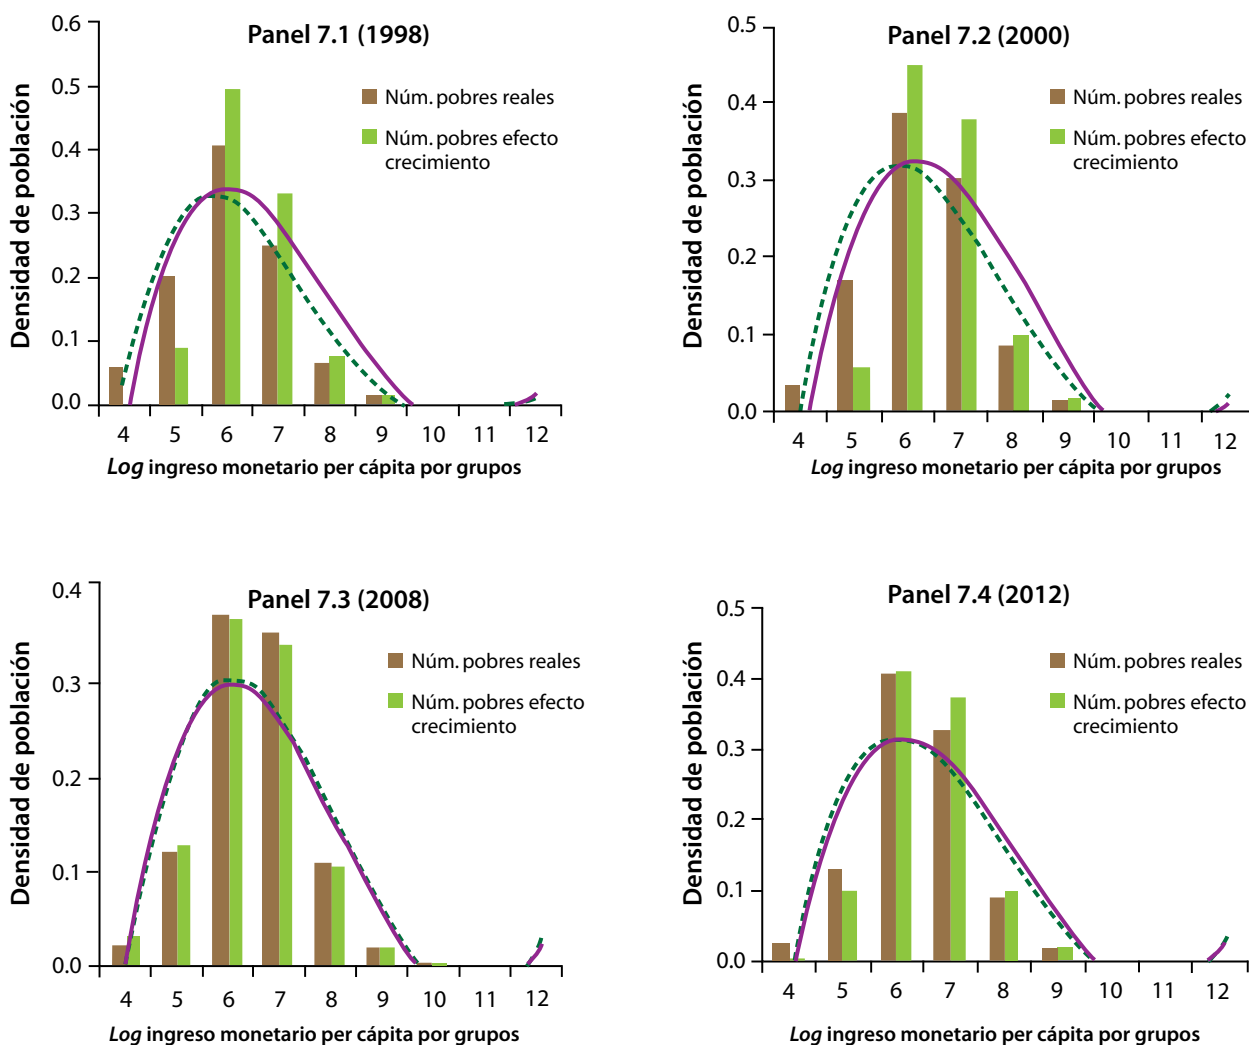 Panel 7.1 (1998)
Densidad de población
0.6
0.5
0.4
0.3
0.2
0.1
0.0
Núm. pobres reales
Núm. pobres efecto
crecimiento
4 5 6 7 8 9 10 11 12
Log ingreso monetario per cápita por grupos
Panel 7.2 (2000)
Densidad de población
0.5
0.4
0.3
0.2
0.1
0.0
Núm. pobres reales
Núm. pobres efecto
crecimiento
4 5 6 7 8 9 10 11 12
Log ingreso monetario per cápita por grupos
Panel 7.3 (2008)
Densidad de población
0.4
0.3
0.2
0.1
0.0
Núm. pobres reales
Núm. pobres efecto
crecimiento
4 5 6 7 8 9 10 11 12
Log ingreso monetario per cápita por grupos
Panel 7.4 (2012)
Densidad de población
0.5
0.4
0.3
0.2
0.1
0.0
Núm. pobres reales
Núm. pobres efecto
crecimiento
4 5 6 7 8 9 10 11 12
Log ingreso monetario per cápita por grupos